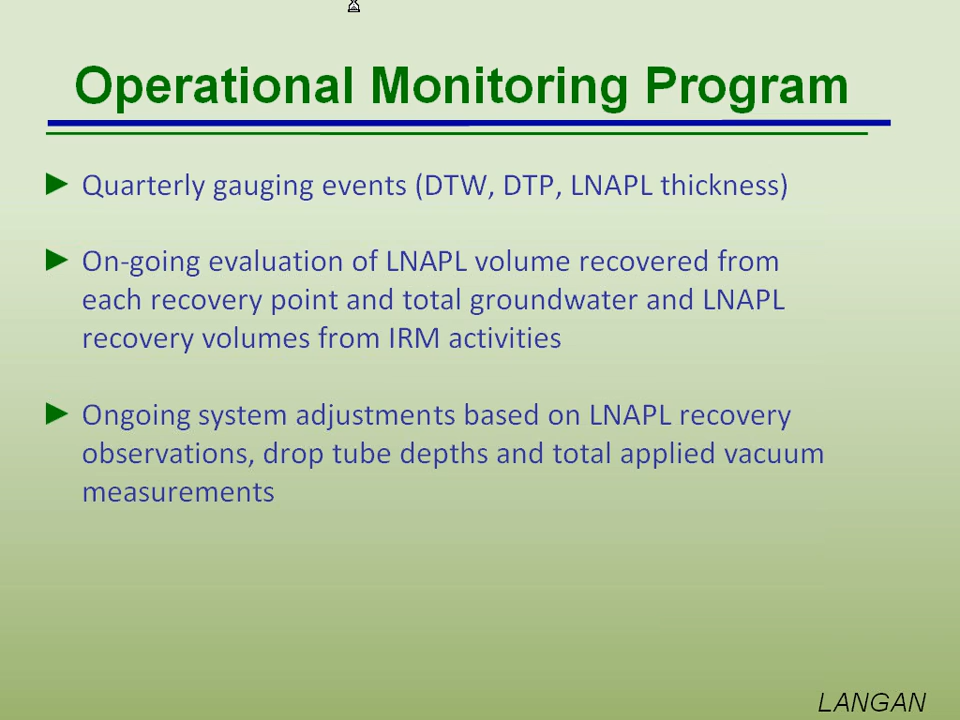 Operational Monitoring Program
► Quarterly gauging events (DTW, DTP, LNAPL thickness)
► On-going evaluation of LNAPL volume recovered from
each recovery point and total groundwater and LNAPL
recovery volumes from IRM activities
► Ongoing system adjustments based on LNAPL recovery
observations, drop tube depths and total applied vacuum
measurements
LANGAN